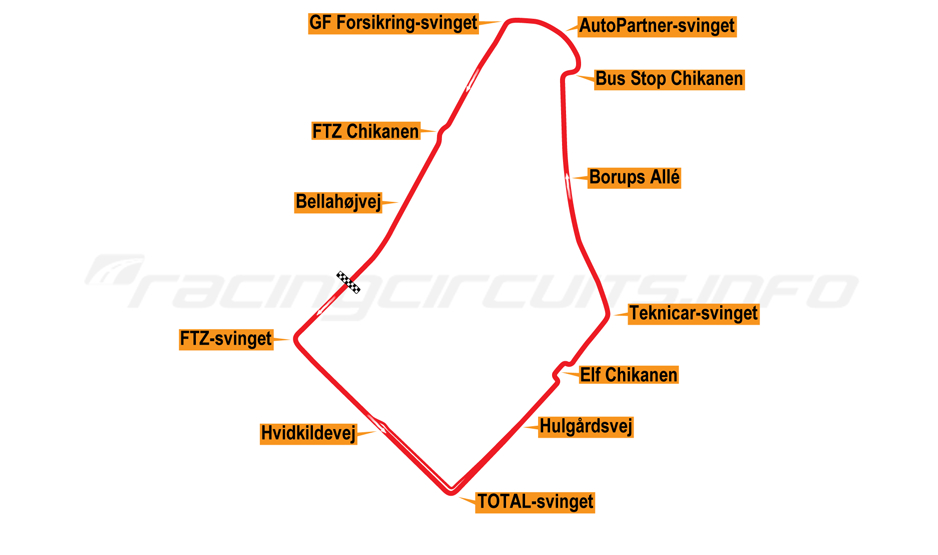 GF Forsikring-svinget
AutoPartner-svinget
Bus Stop Chikanen
FTZ Chikanen
Borups Allé
Bellahøjvej
racingcircuits.info
Teknicar-svinget
FTZ-svinget
Elf Chikanen
Hvidkildevej
Hulgårdsvej
TOTAL-svinget